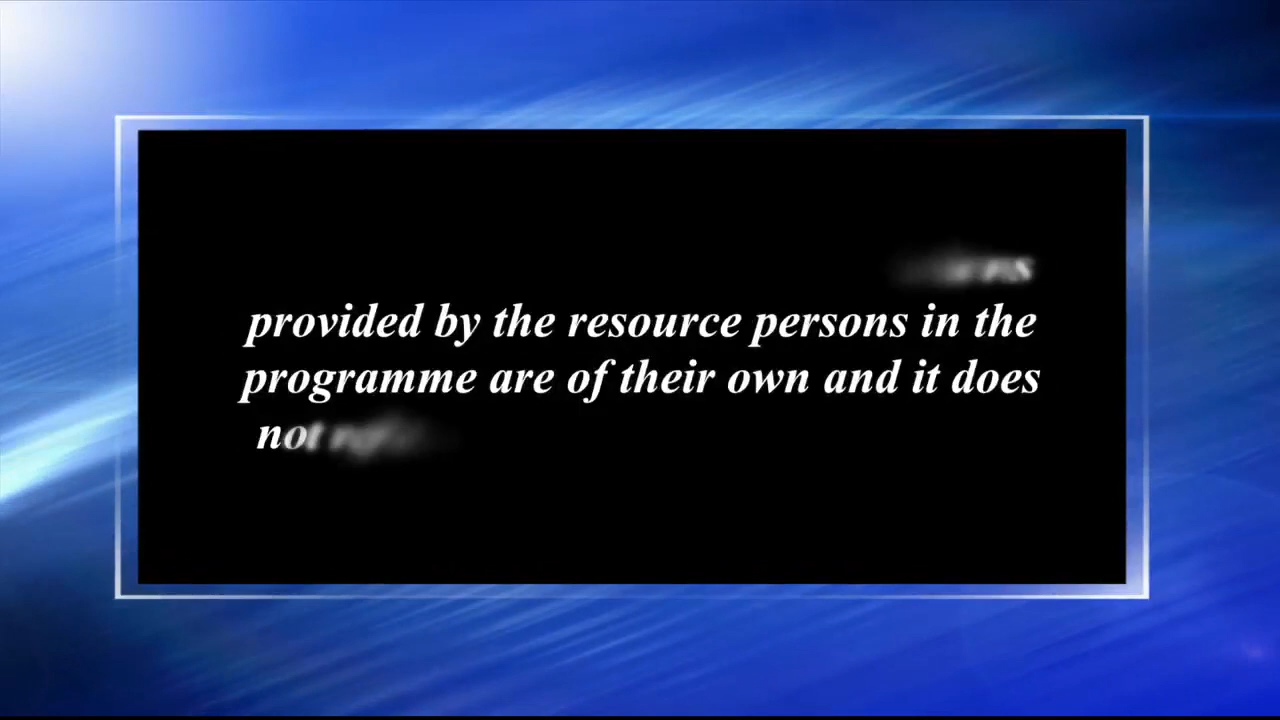 provided by the resource persons in the
programme are of their own and it does
not